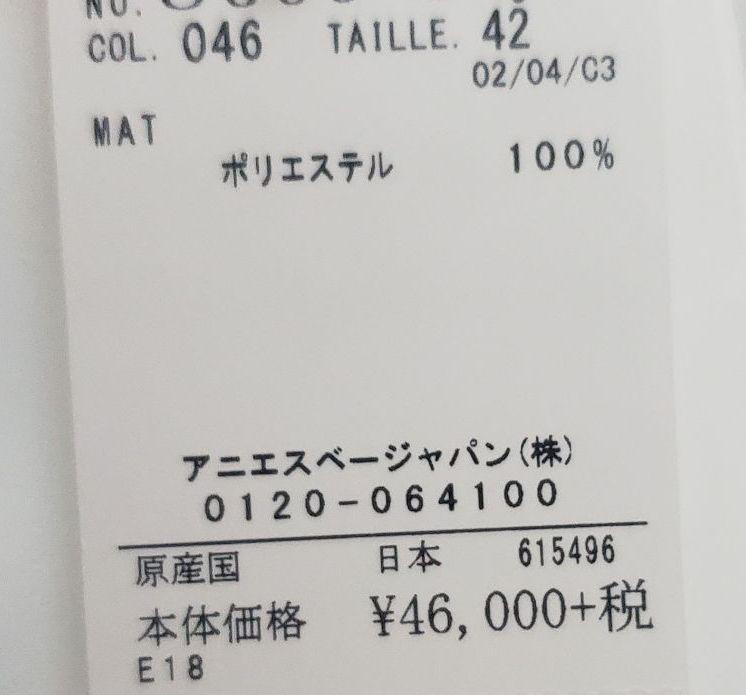 NO.
COL. 046 TAILLE. 42
02/04/C3
MAT
ポリエステル 100%
アニエスベージャパン(株)
0120-064100
原産国 日本 615496
本体価格 ¥46,000+税
E18